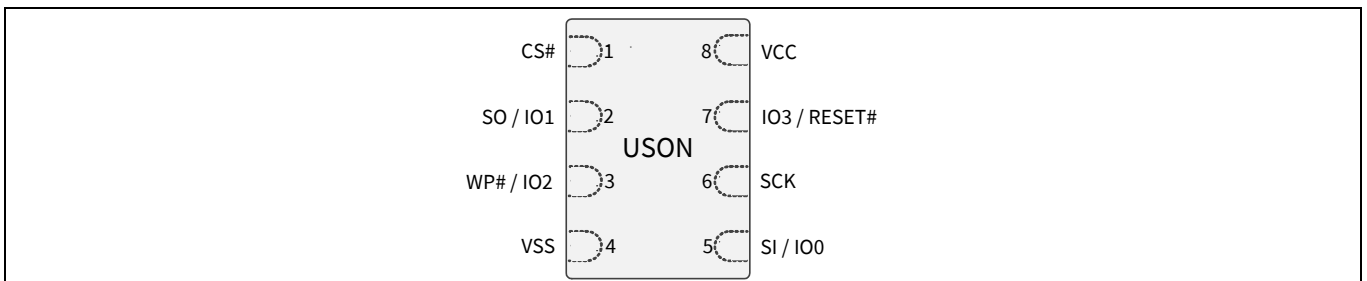 CS# 1 8 VCC
SO / IO1 2 7 IO3 / RESET#
USON
WP# / IO2 3 6 SCK
VSS 4 5 SI / IO0